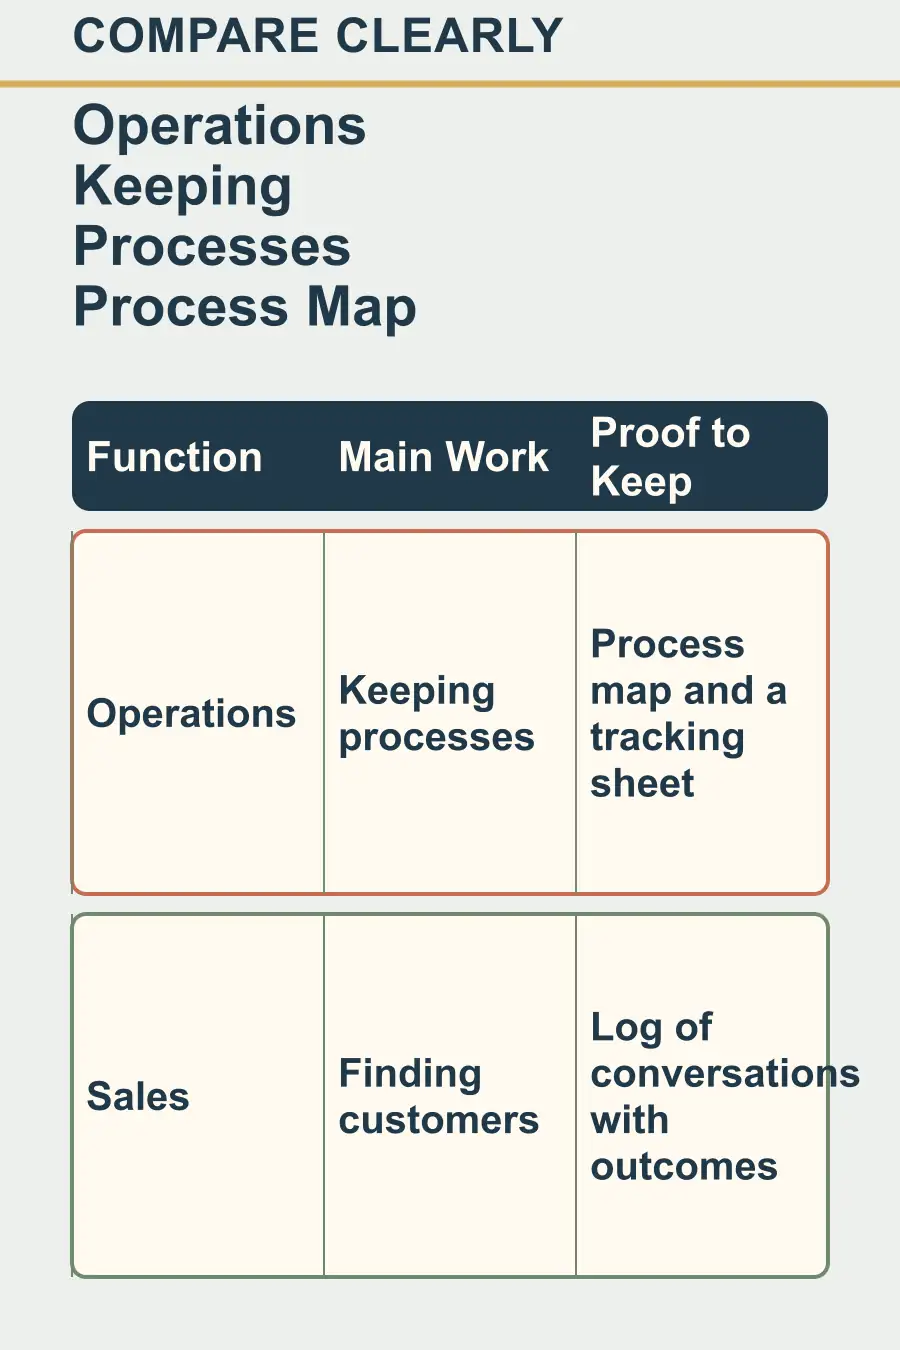 COMPARE CLEARLY
Operations
Keeping
Processes
Process Map
Function
Main Work
Proof to
Keep
Operations
Keeping
processes
Process
map and a
tracking
sheet
Sales
Finding
customers
Log of
conversations
with
outcomes